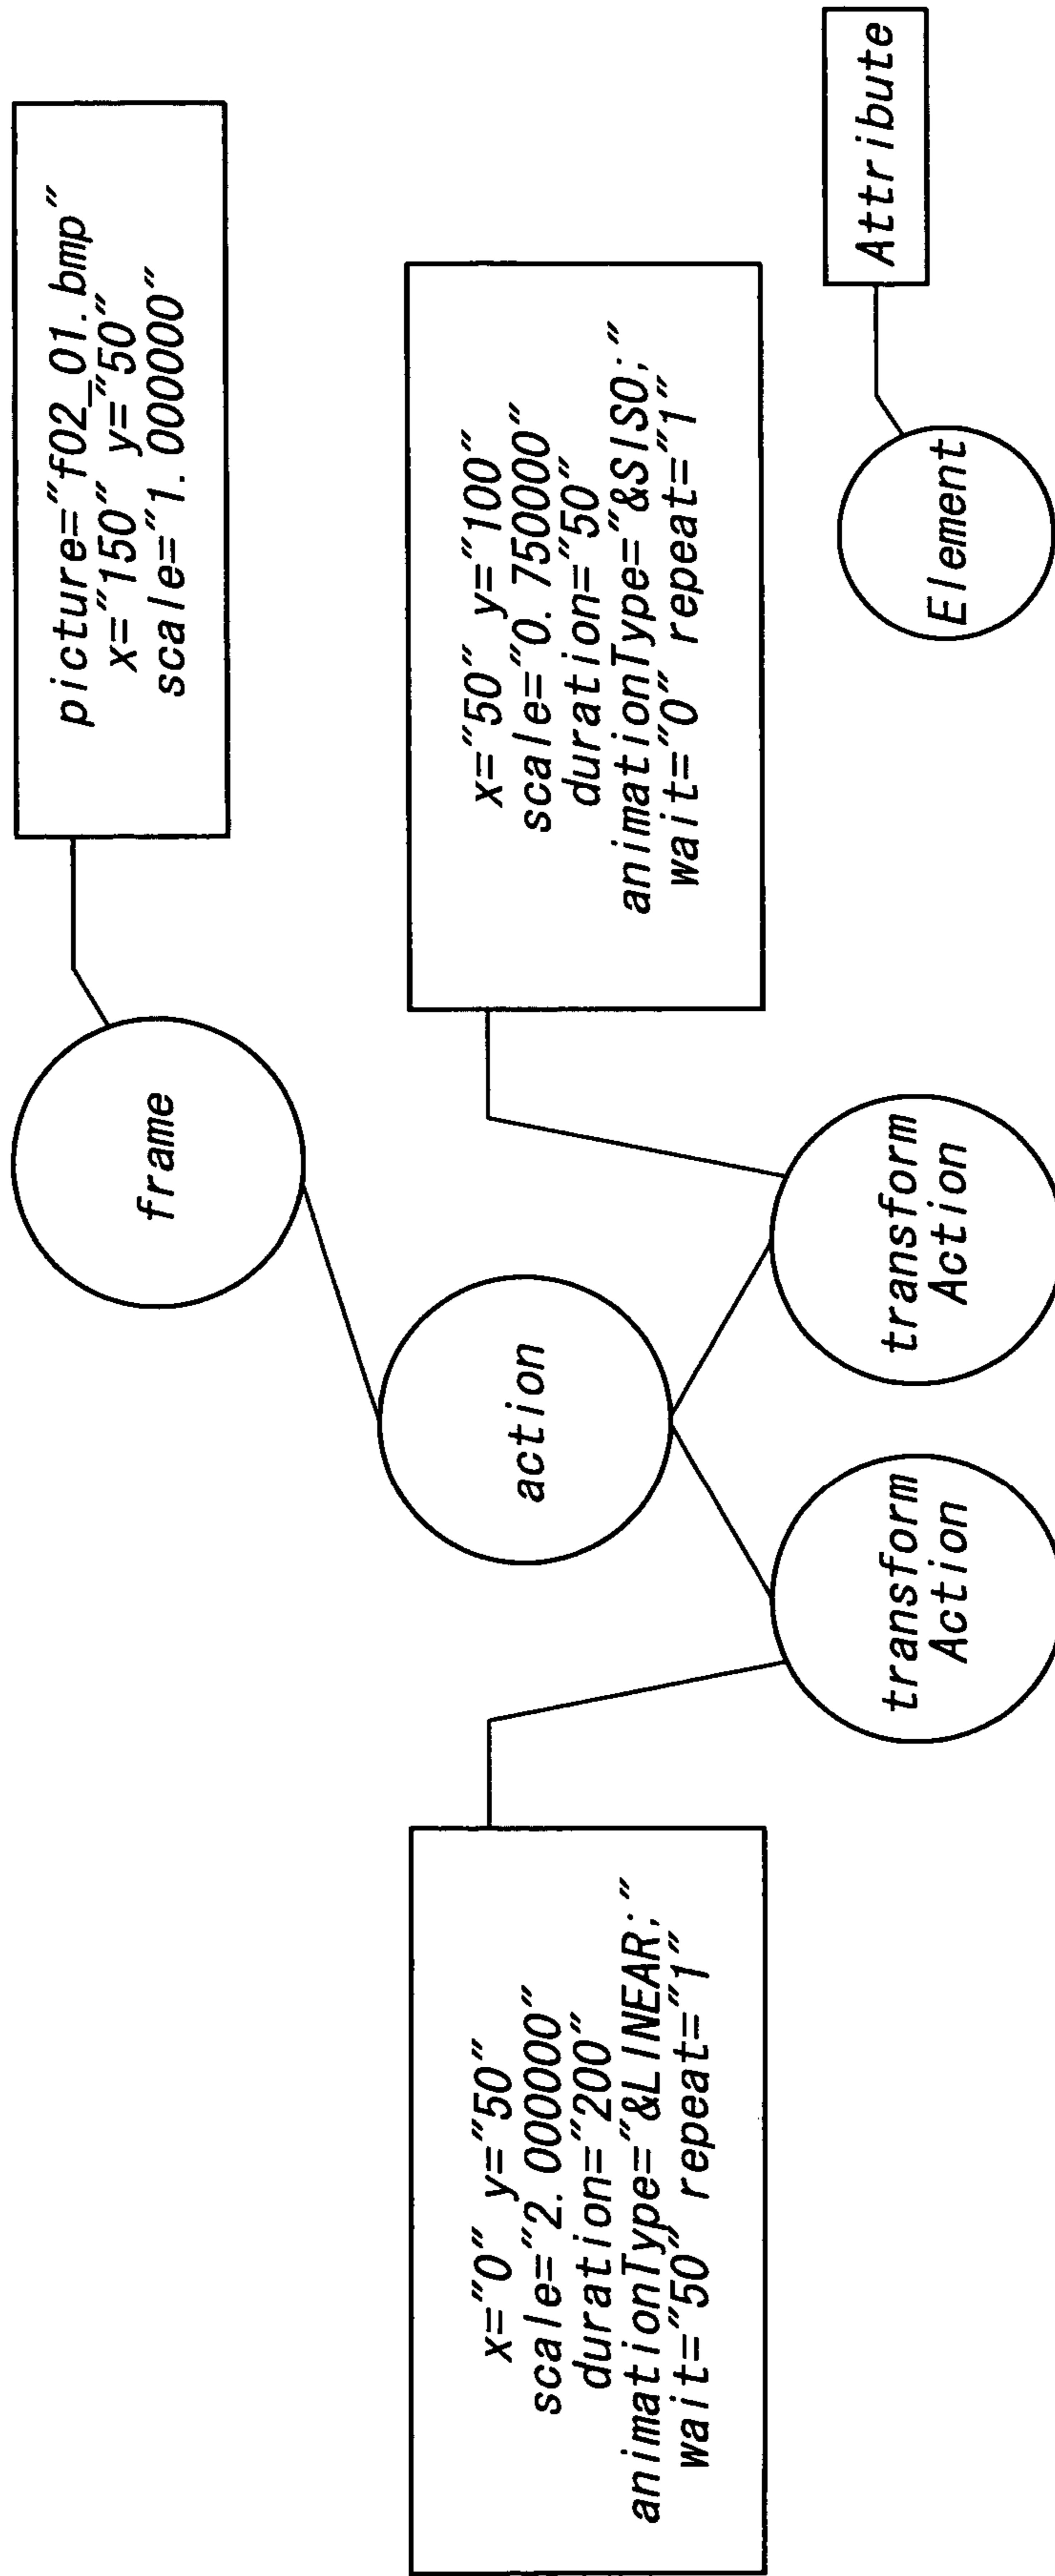 frame
picture="f02_01.bmp"
x="150" y="50"
scale="1.000000"
action
x="0" y="50"
scale="2.000000"
duration="200"
animationType="&LINEAR;"
wait="50" repeat="1"
x="50" y="100"
scale="0.750000"
duration="50"
animationType="&SISO;"
wait="0" repeat="1"
transform
Action
transform
Action
Element
Attribute